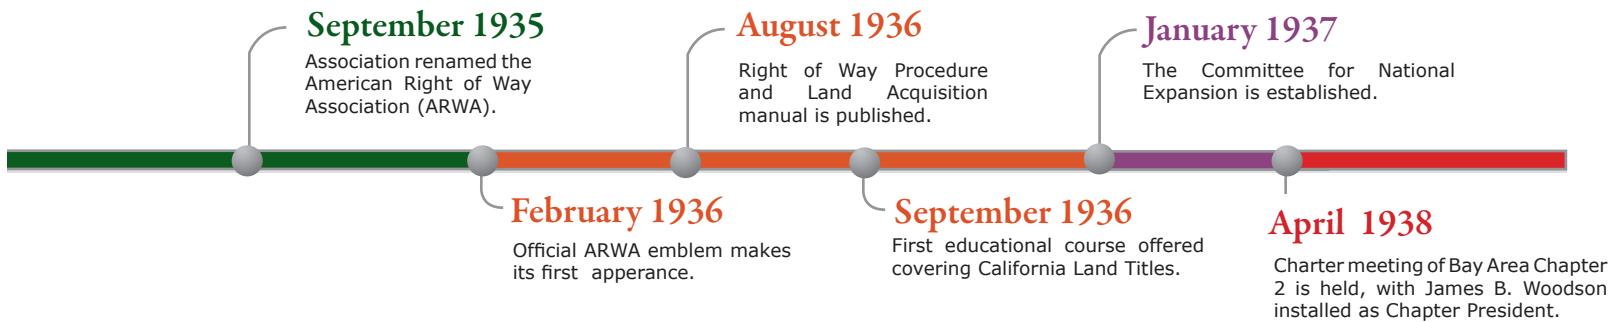 September 1935
Association renamed the
American Right of Way
Association (ARWA).
February 1936
Official ARWA emblem makes
its first apperance.
August 1936
Right of Way Procedure
and Land Acquisition
manual is published.
September 1936
First educational course offered
covering California Land Titles.
January 1937
The Committee for National
Expansion is established.
April 1938
Charter meeting of Bay Area Chapter
2 is held, with James B. Woodson
installed as Chapter President.